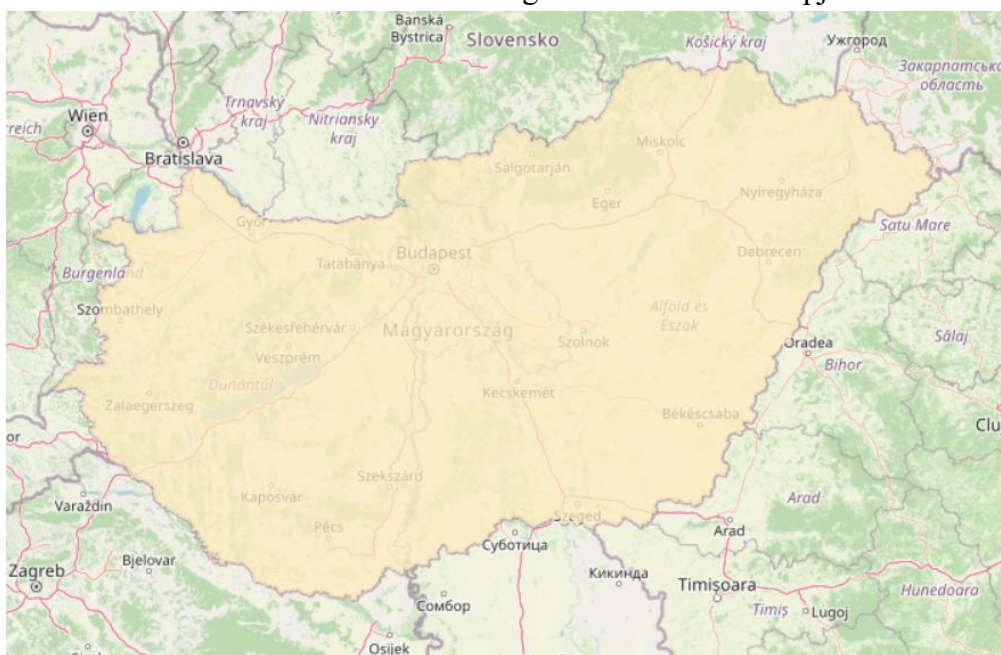 Banská
Bystrica
Slovensko
Košický kraj
Ужгород
Закарпатська
область
Wien
Trnavský
kraj
Nitriansky
kraj
Bratislava
Salgótarján
Miskolc
Nyíregyháza
Eger
Győr
Budapest
Tatabánya
Debrecen
Satu Mare
Burgenland
Szombathely
Székesfehérvár
Magyarország
Alföld és
Észak
Szolnok
Veszprém
Oradea
Sălaj
Bihor
Dunántúl
Zalaegerszeg
Kecskemét
Békéscsaba
Clu
Szekszárd
Kaposvár
Varaždin
Arad
Szeged
Pécs
Суботица
Arad
Bjelovar
Zagreb
Кикинда
Timișoara
Hunedoara
Сомбор
Timiș
Lugoj
Osijek